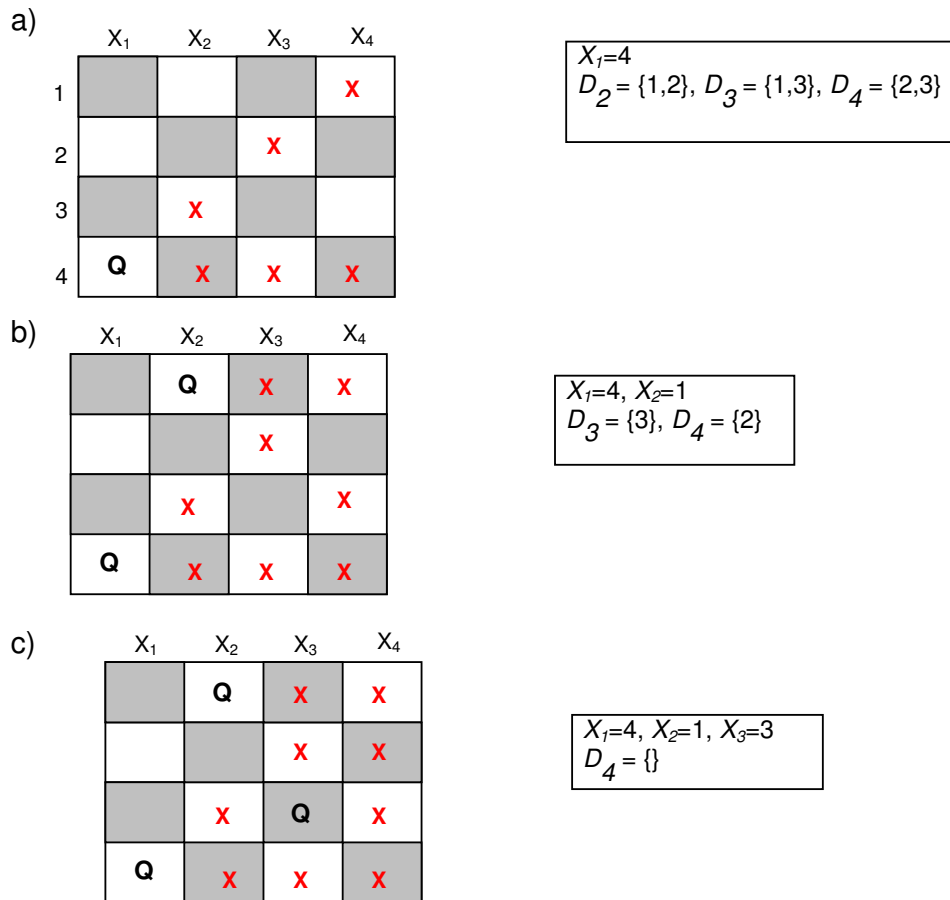 a)
X₁ X₂ X₃ X₄
1 X
2 X
3 X
4 Q X X X
X₁=4
D₂ = {1,2}, D₃ = {1,3}, D₄ = {2,3}
b)
X₁ X₂ X₃ X₄
Q X X
X
X X
Q X X X
X₁=4, X₂=1
D₃ = {3}, D₄ = {2}
c)
X₁ X₂ X₃ X₄
Q X X
X X
X Q X
Q X X X
X₁=4, X₂=1, X₃=3
D₄ = {}